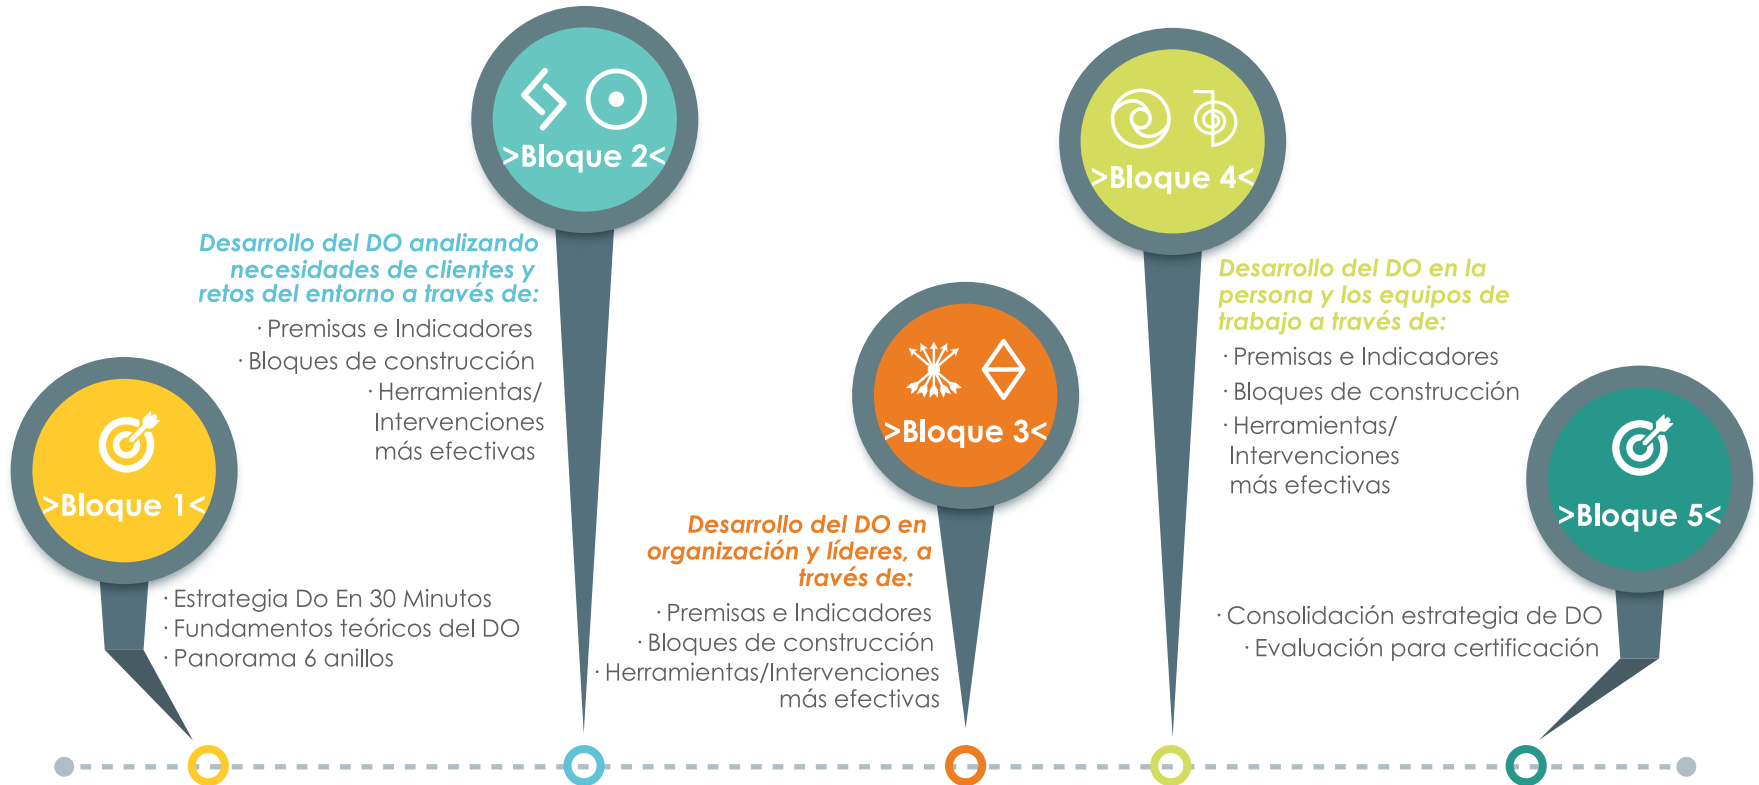 >Bloque 1<
· Estrategia Do En 30 Minutos
· Fundamentos teóricos del DO
· Panorama 6 anillos
>Bloque 2<
Desarrollo del DO analizando
necesidades de clientes y
retos del entorno a través de:
· Premisas e Indicadores
· Bloques de construcción
· Herramientas/
Intervenciones
más efectivas
>Bloque 3<
Desarrollo del DO en
organización y líderes, a
través de:
· Premisas e Indicadores
· Bloques de construcción
· Herramientas/Intervenciones
más efectivas
>Bloque 4<
Desarrollo del DO en la
persona y los equipos de
trabajo a través de:
· Premisas e Indicadores
· Bloques de construcción
· Herramientas/
Intervenciones
más efectivas
>Bloque 5<
· Consolidación estrategia de DO
· Evaluación para certificación